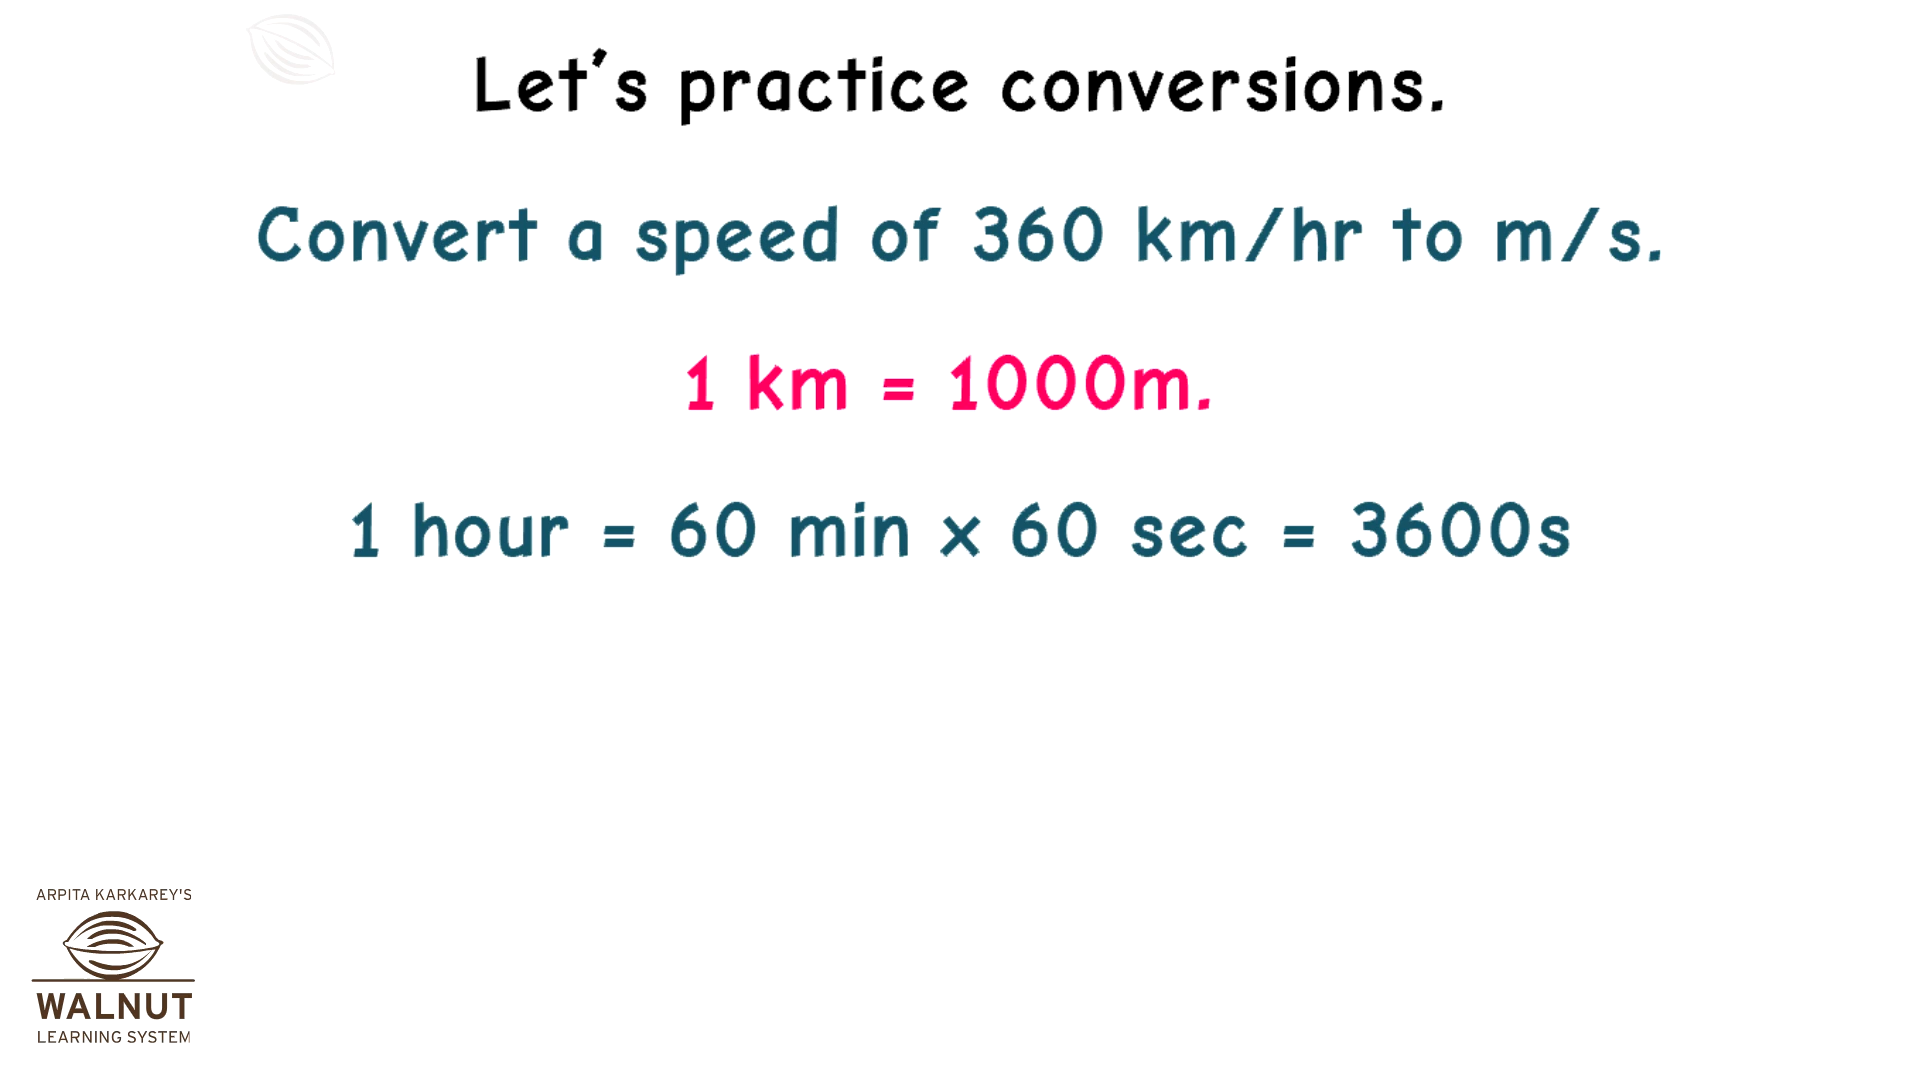 Let's practice conversions.
Convert a speed of 360 km/hr to m/s.
1 km = 1000m.
1 hour = 60 min x 60 sec = 3600s
ARPITA KARKAREY'S
WALNUT
LEARNING SYSTEM